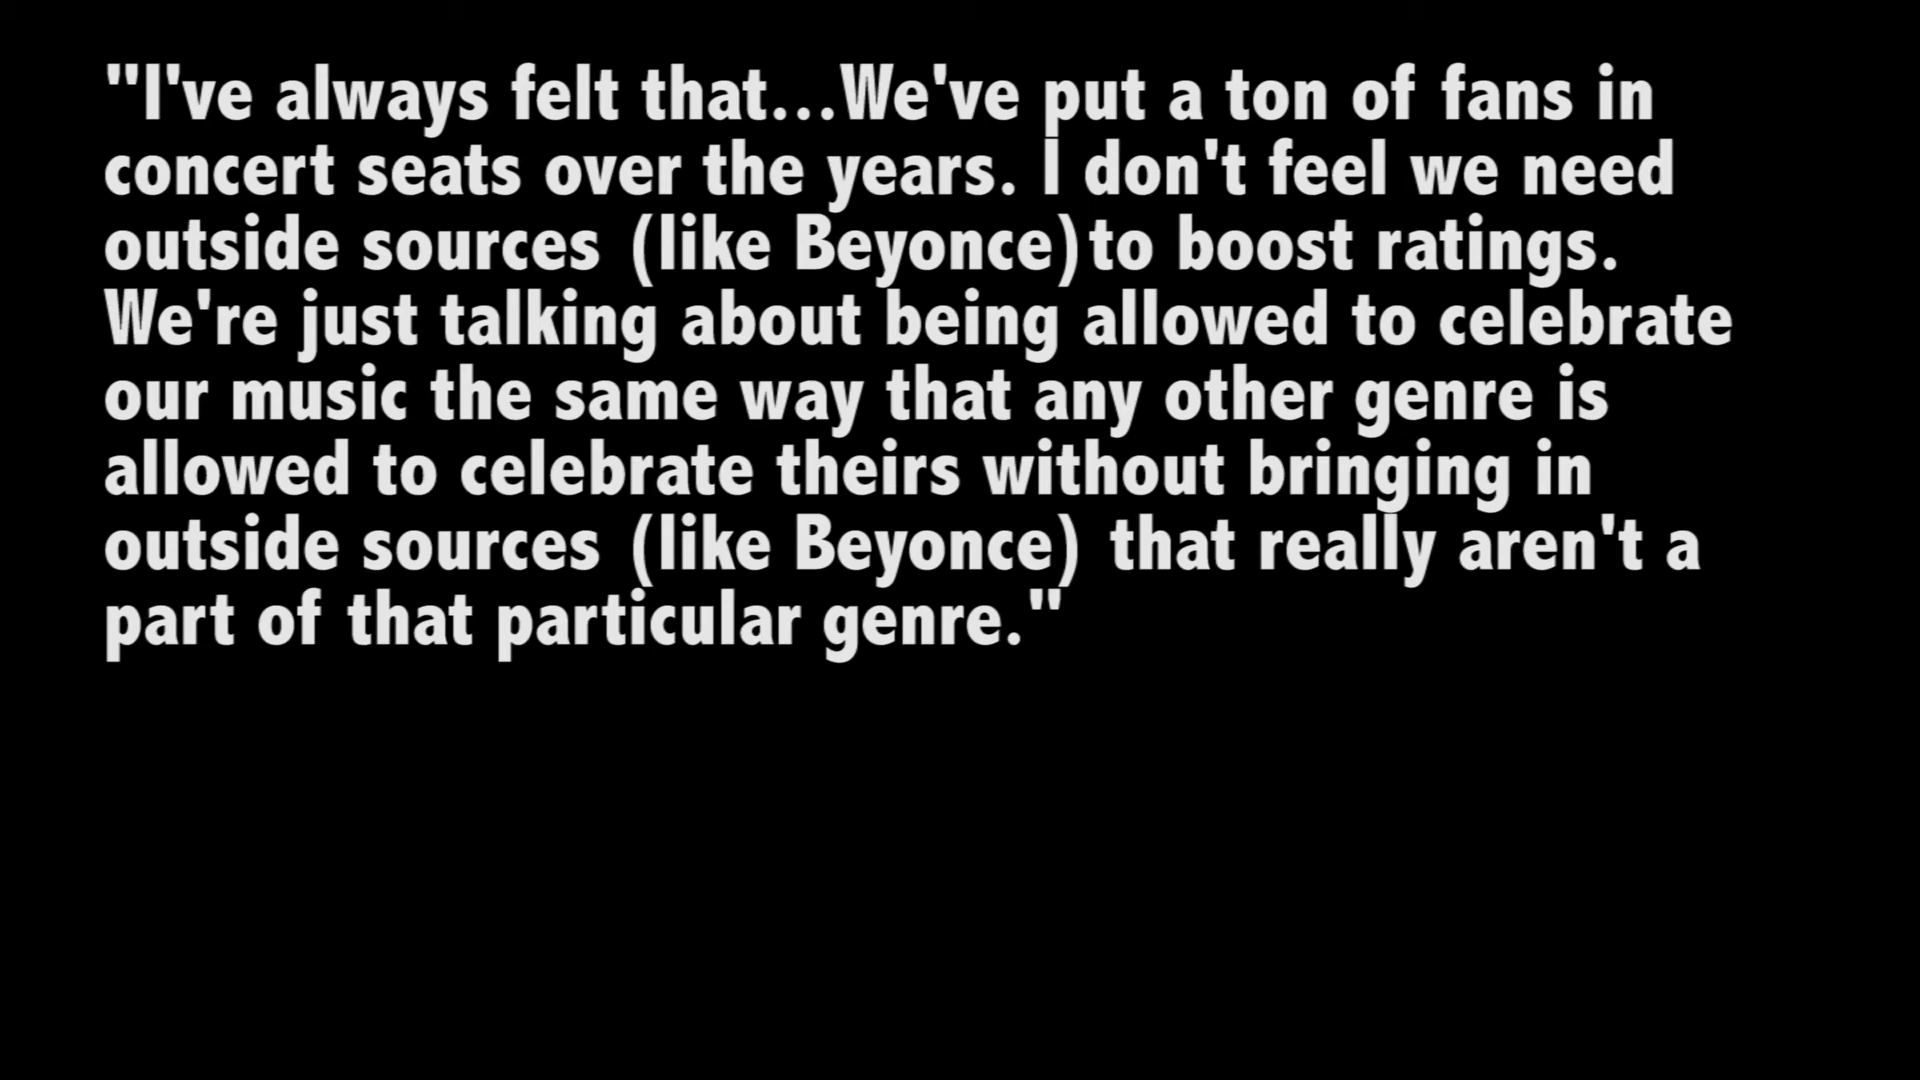 "I've always felt that...We've put a ton of fans in
concert seats over the years. I don't feel we need
outside sources (like Beyonce)to boost ratings.
We're just talking about being allowed to celebrate
our music the same way that any other genre is
allowed to celebrate theirs without bringing in
outside sources (like Beyonce) that really aren't a
part of that particular genre."